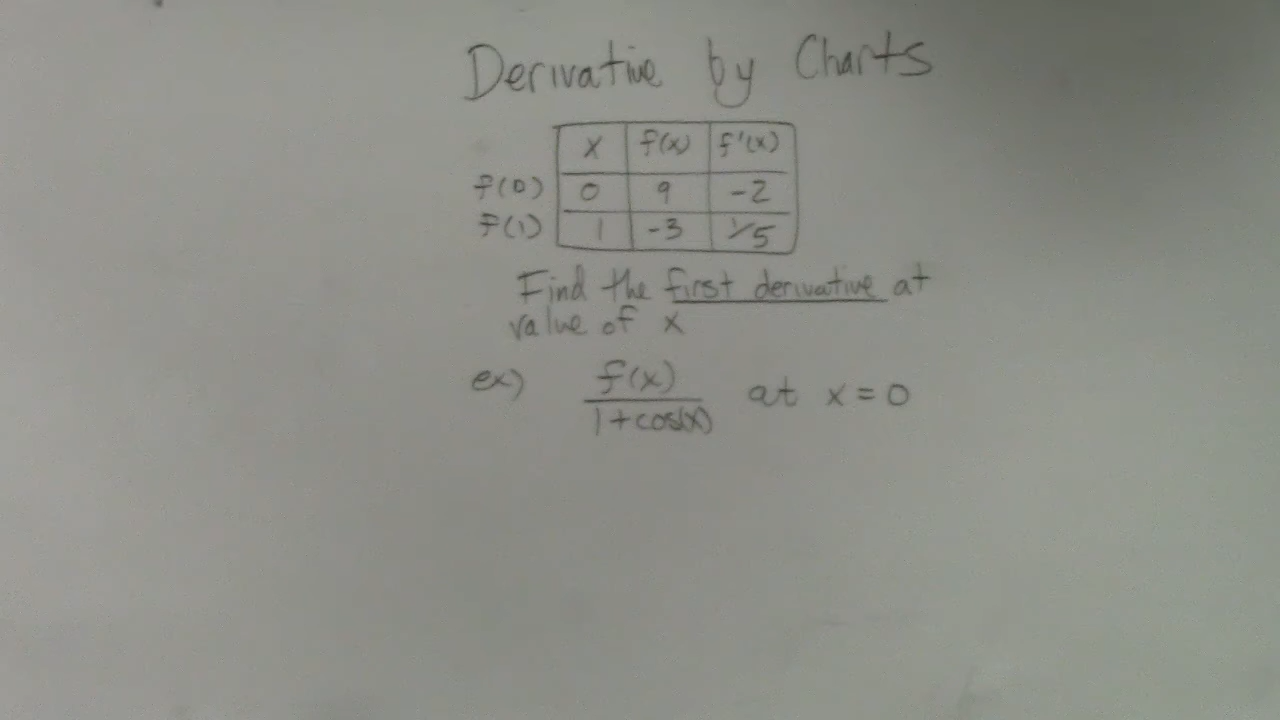 Derivative by Charts
x f(x) f'(x)
f(0) 0 9 -2
f(1) 1 -3 1/5
Find the first derivative at
value of x
ex) f(x)
1+cos(x) at x=0